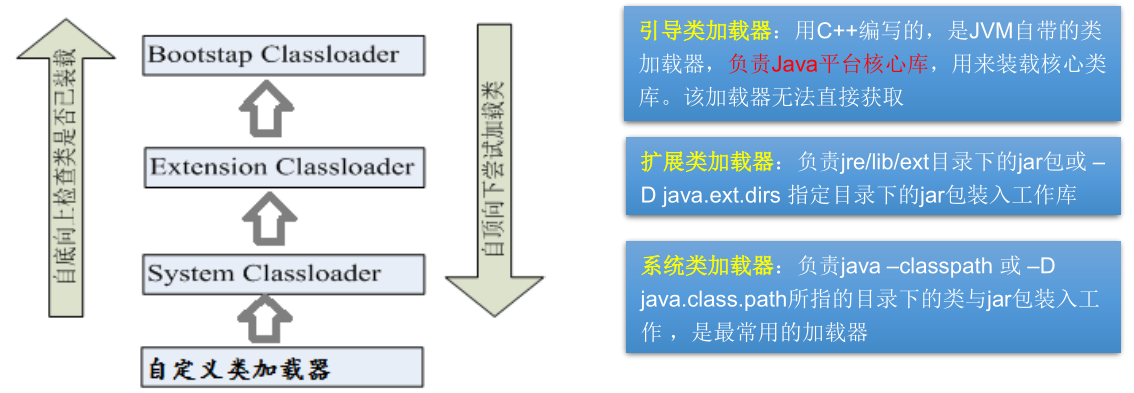 自底向上检查类是否已装载
Bootstap Classloader
Extension Classloader
System Classloader
自定义类加载器
自顶向下尝试加载类
引导类加载器：用C++编写的，是JVM自带的类
加载器，负责Java平台核心库，用来装载核心类
库。该加载器无法直接获取
扩展类加载器：负责jre/lib/ext目录下的jar包或 –
D java.ext.dirs 指定目录下的jar包装入工作库
系统类加载器：负责java –classpath 或 –D
java.class.path所指的目录下的类与jar包装入工
作 ，是最常用的加载器